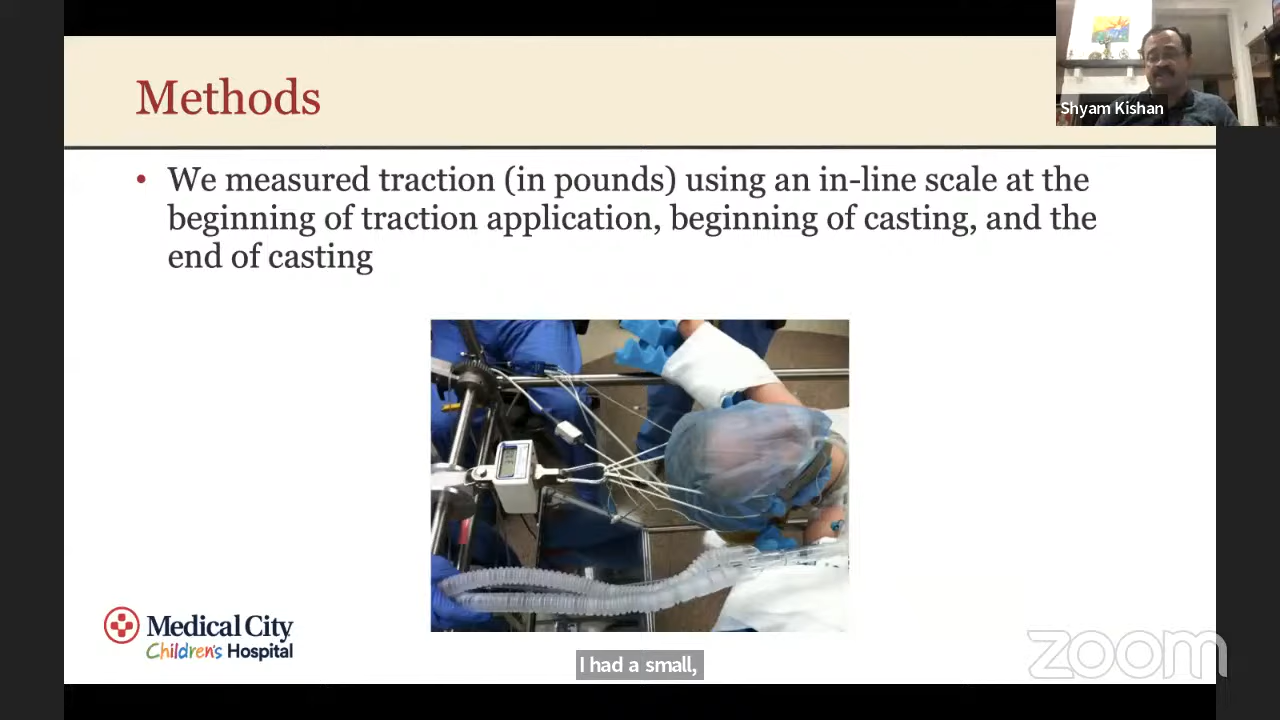 Methods
Shyam Kishan
• We measured traction (in pounds) using an in-line scale at the
beginning of traction application, beginning of casting, and the
end of casting
Medical City
Children's Hospital
I had a small,
zoom